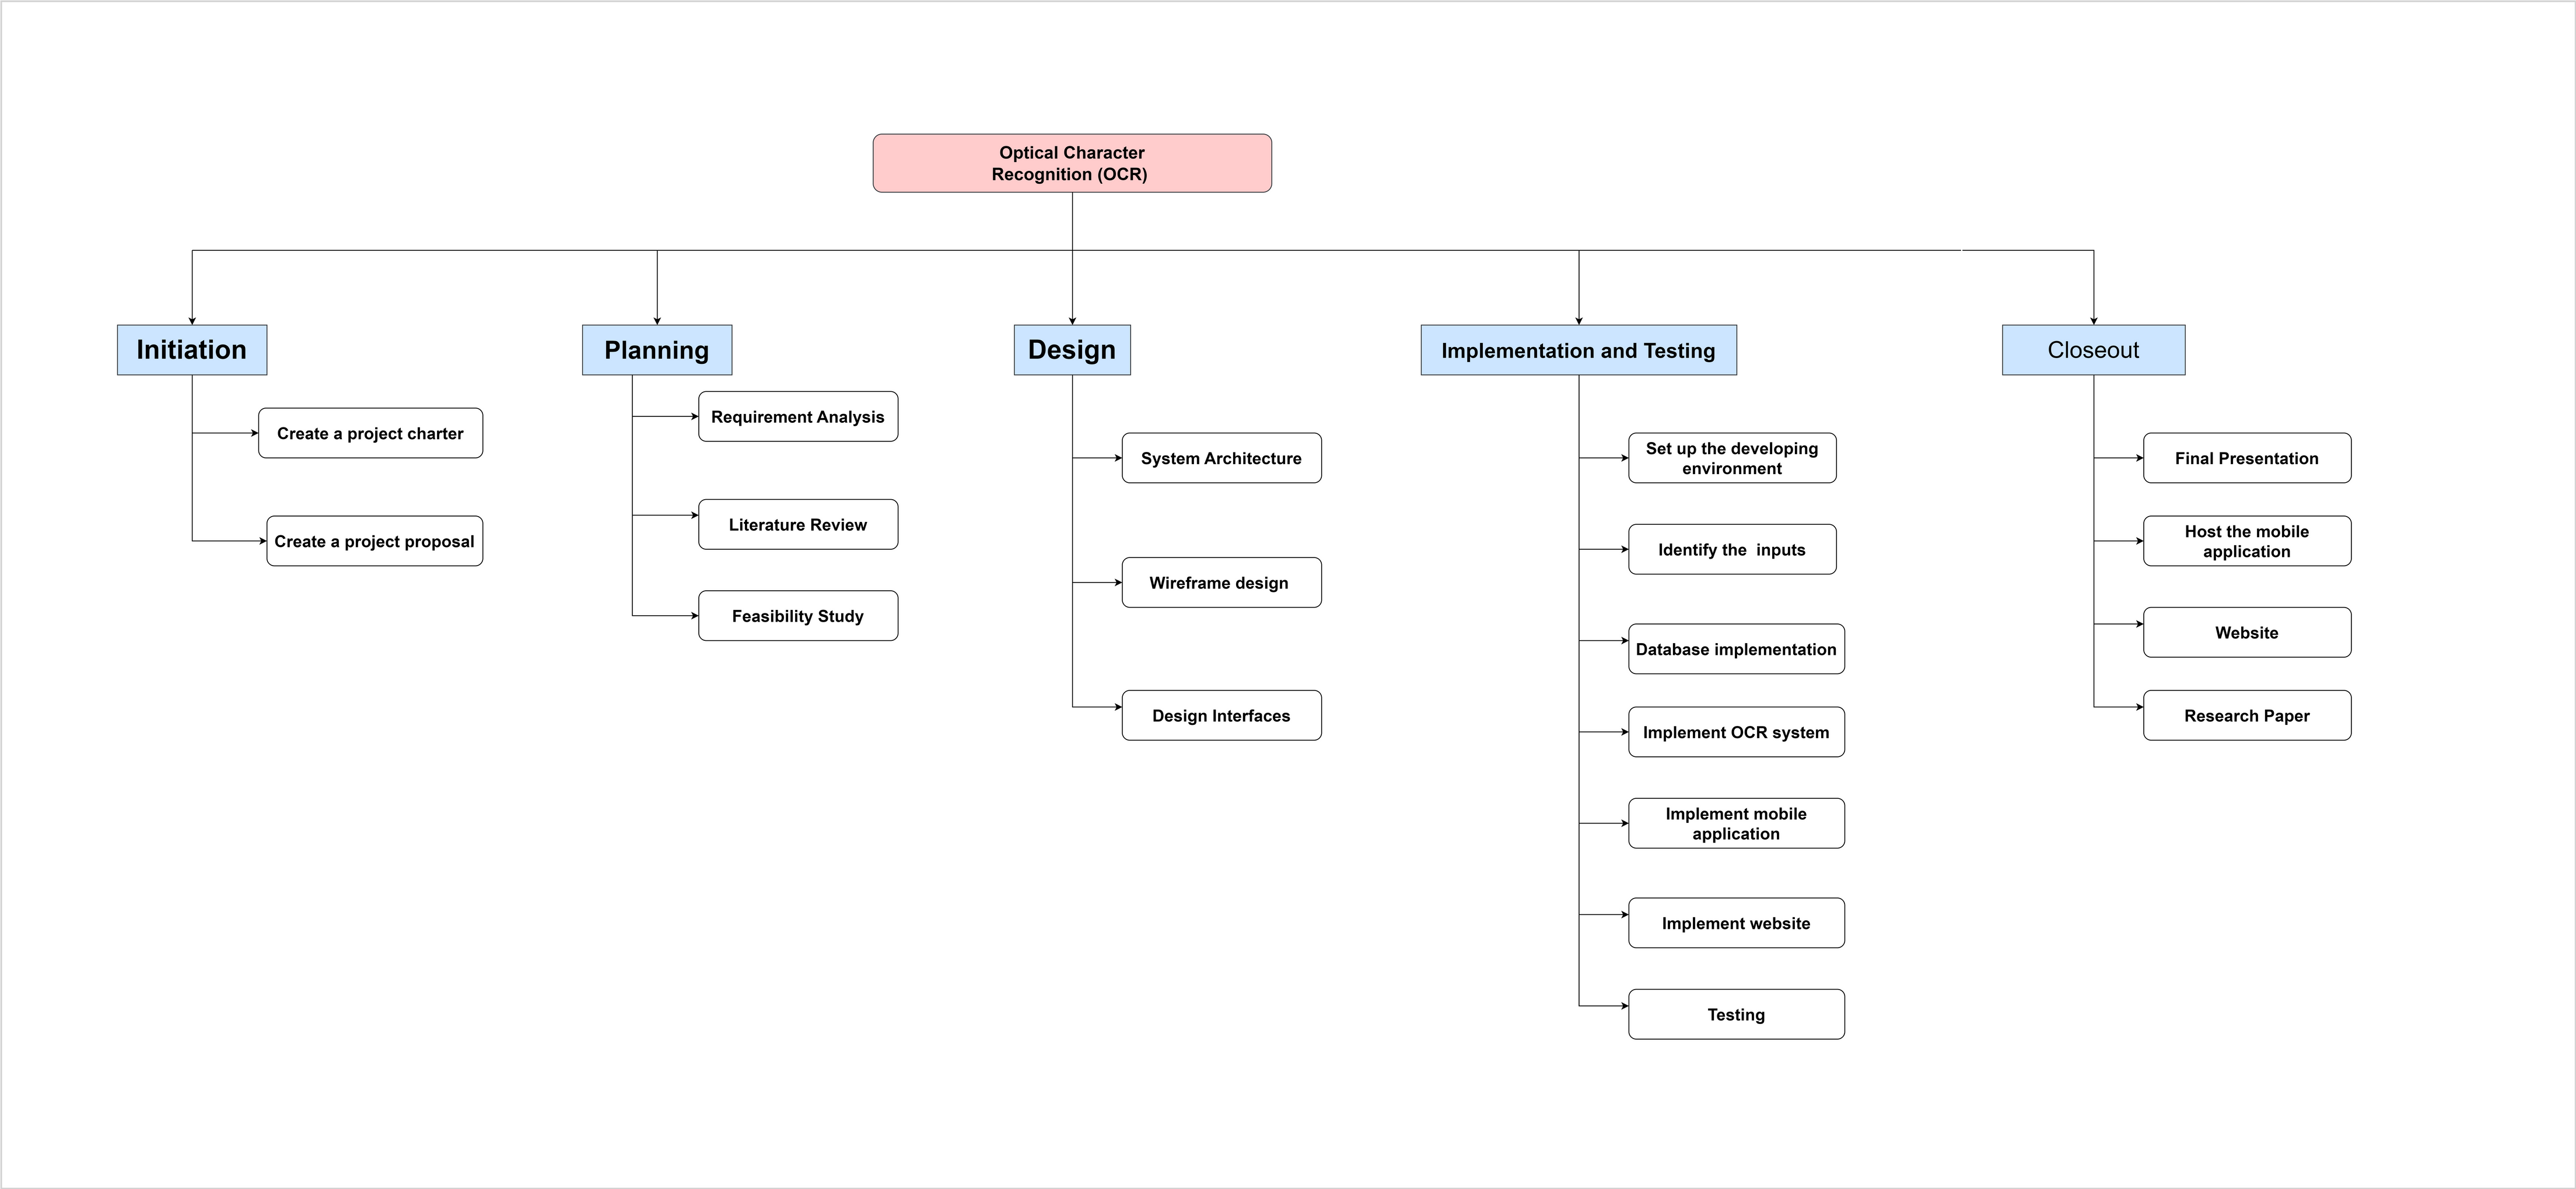 Optical Character
Recognition (OCR)
Initiation
Create a project charter
Create a project proposal
Planning
Requirement Analysis
Literature Review
Feasibility Study
Design
System Architecture
Wireframe design
Design Interfaces
Implementation and Testing
Set up the developing
environment
Identify the  inputs
Database implementation
Implement OCR system
Implement mobile
application
Implement website
Testing
Closeout
Final Presentation
Host the mobile
application
Website
Research Paper